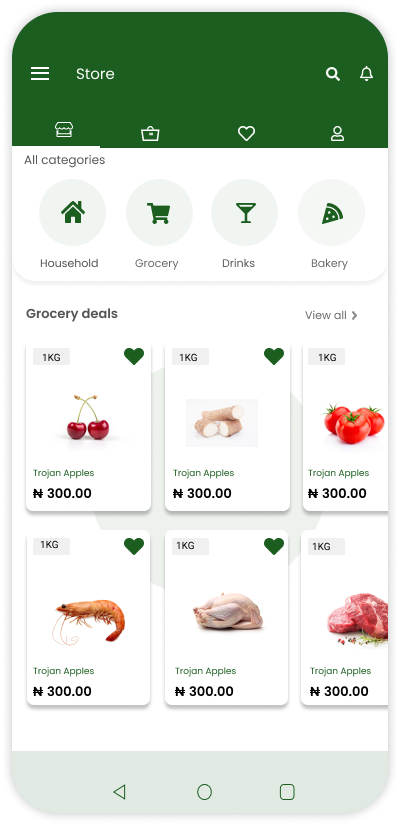 Store
All categories
Household Grocery Drinks Bakery
Grocery deals View all
1KG 1KG 1KG
Trojan Apples Trojan Apples Trojan Apples
₦ 300.00 ₦ 300.00 ₦ 300.00
1KG 1KG 1KG
Trojan Apples Trojan Apples Trojan Apples
₦ 300.00 ₦ 300.00 ₦ 300.00